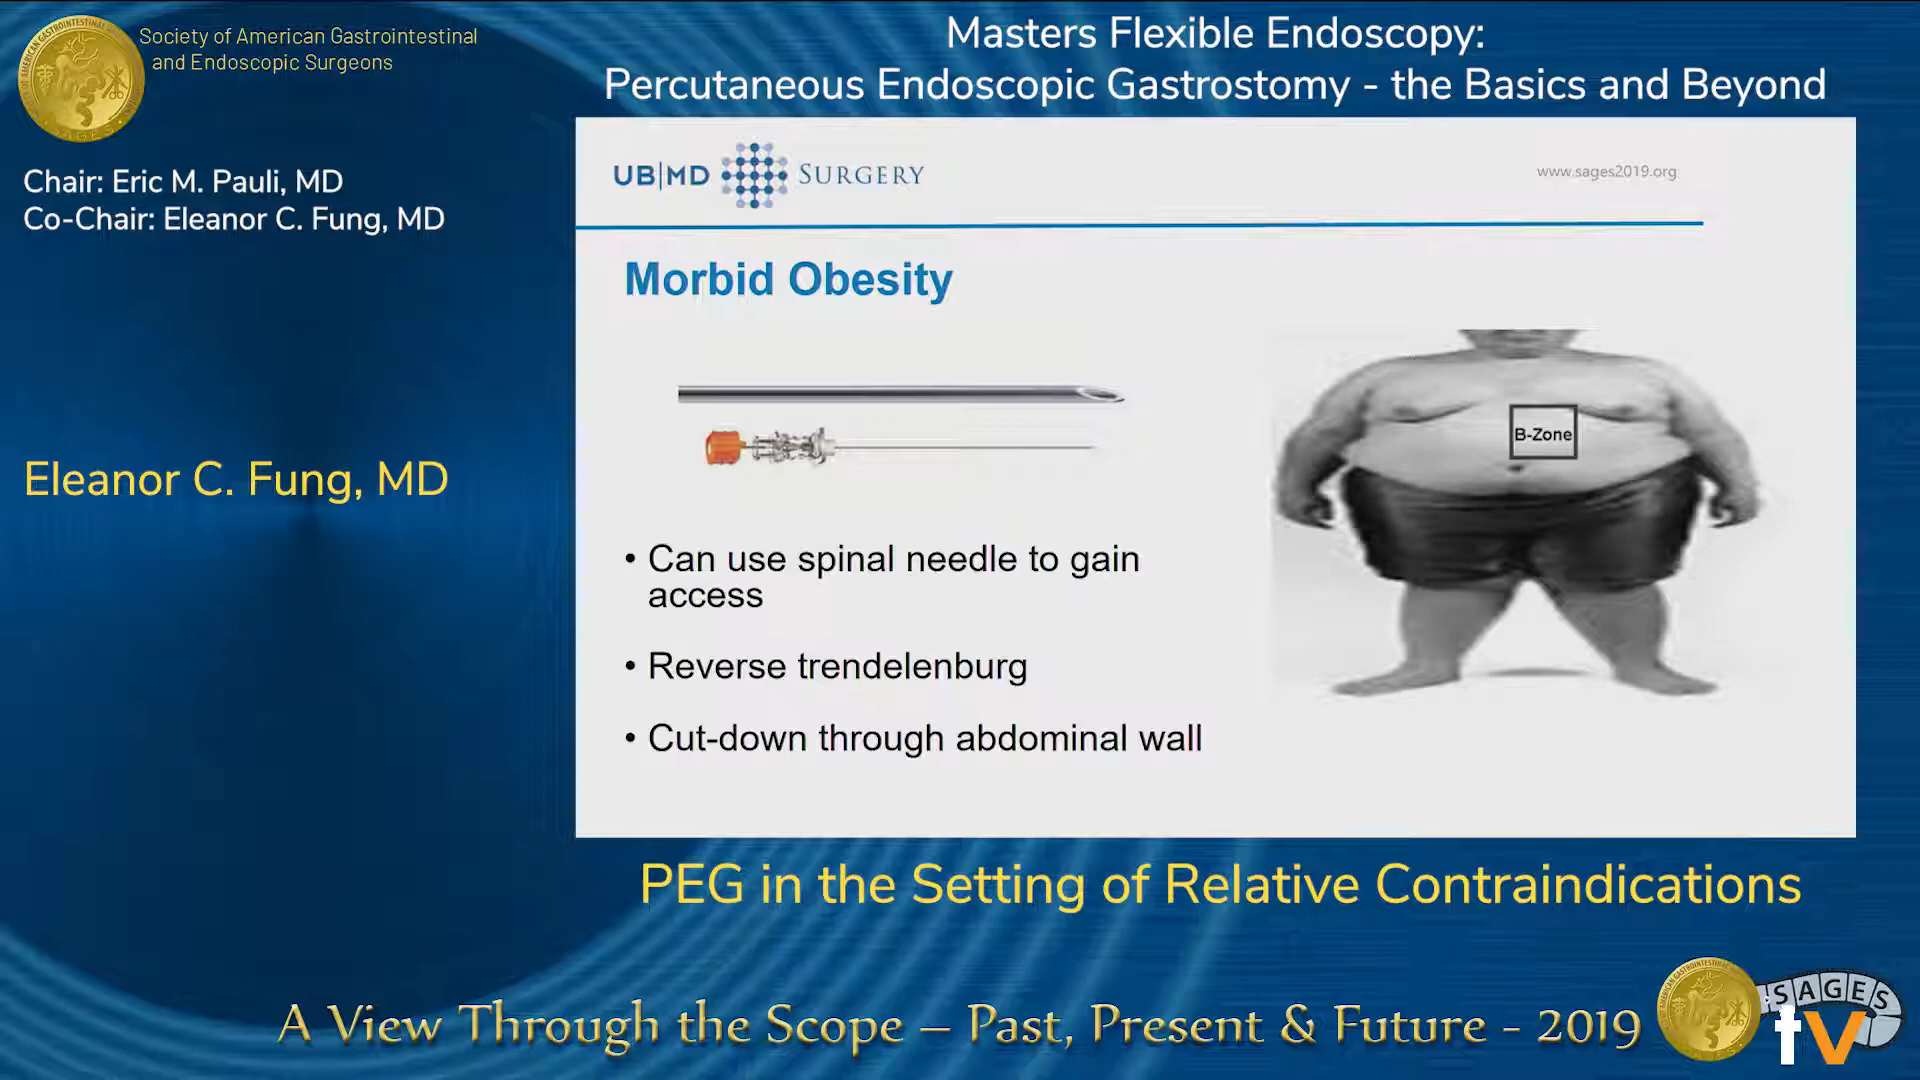 Society of American Gastrointestinal
and Endoscopic Surgeons
Masters Flexible Endoscopy:
Percutaneous Endoscopic Gastrostomy - the Basics and Beyond
Chair: Eric M. Pauli, MD
Co-Chair: Eleanor C. Fung, MD
Eleanor C. Fung, MD
UB|MD SURGERY
www.sages2019.org
Morbid Obesity
B-Zone
• Can use spinal needle to gain
access
• Reverse trendelenburg
• Cut-down through abdominal wall
PEG in the Setting of Relative Contraindications
A View Through the Scope – Past, Present & Future - 2019
SAGES
tv